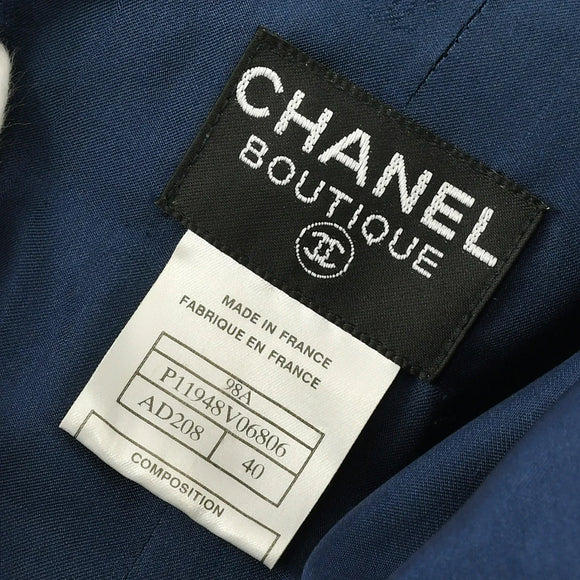 CHANEL
BOUTIQUE
MADE IN FRANCE
FABRIQUE EN FRANCE
98A
P11948V06806
AD208 40
COMPOSITION